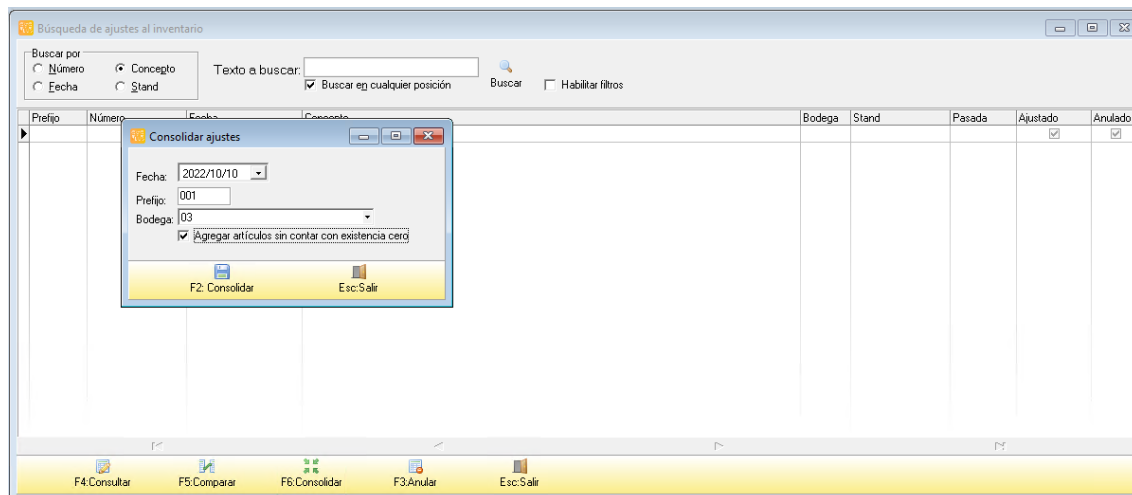 Búsqueda de ajustes al inventario
Buscar por
Número Concepto
Fecha Stand
Texto a buscar:
Buscar en cualquier posición
Buscar
Habilitar filtros
Prefijo Número Fecha Concepto Bodega Stand Pasada Ajustado Anulado
Consolidar ajustes
Fecha: 2022/10/10
Prefijo: 001
Bodega: 03
Agregar artículos sin contar con existencia cero
F2: Consolidar Esc:Salir
F4:Consultar F5:Comparar F6:Consolidar F3:Anular Esc:Salir